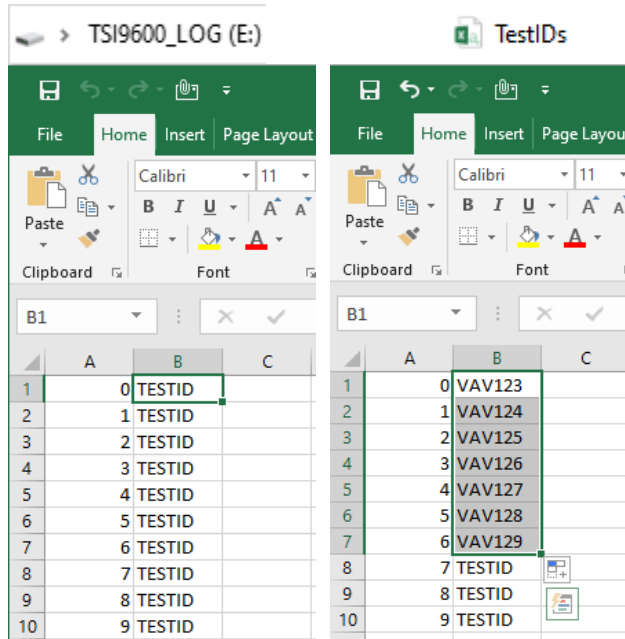 TSI9600_LOG (E:)
File Home Insert Page Layout
Calibri 11
B I U A A
Paste
A
Clipboard Font
B1
A B C
1 0 TESTID
2 1 TESTID
3 2 TESTID
4 3 TESTID
5 4 TESTID
6 5 TESTID
7 6 TESTID
8 7 TESTID
9 8 TESTID
10 9 TESTID
TestIDs
File Home Insert Page Layou
Calibri 11
B I U A A
Paste
A
Clipboard Fon
B1
A B C
1 0 VAV123
2 1 VAV124
3 2 VAV125
4 3 VAV126
5 4 VAV127
6 5 VAV128
7 6 VAV129
8 7 TESTID
9 8 TESTID
10 9 TESTID